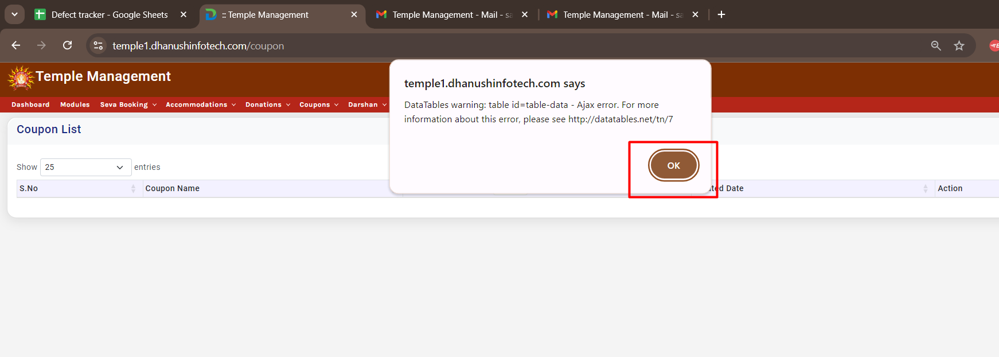 Defect tracker - Google Sheets
:: Temple Management
Temple Management - Mail - sa
Temple Management - Mail - sa
temple1.dhanushinfotech.com/coupon
Temple Management
Dashboard Modules Seva Booking Accommodations Donations Coupons Darshan
temple1.dhanushinfotech.com says
DataTables warning: table id=table-data - Ajax error. For more
information about this error, please see http://datatables.net/tn/7
OK
Coupon List
Show 25 entries
S.No Coupon Name ted Date Action